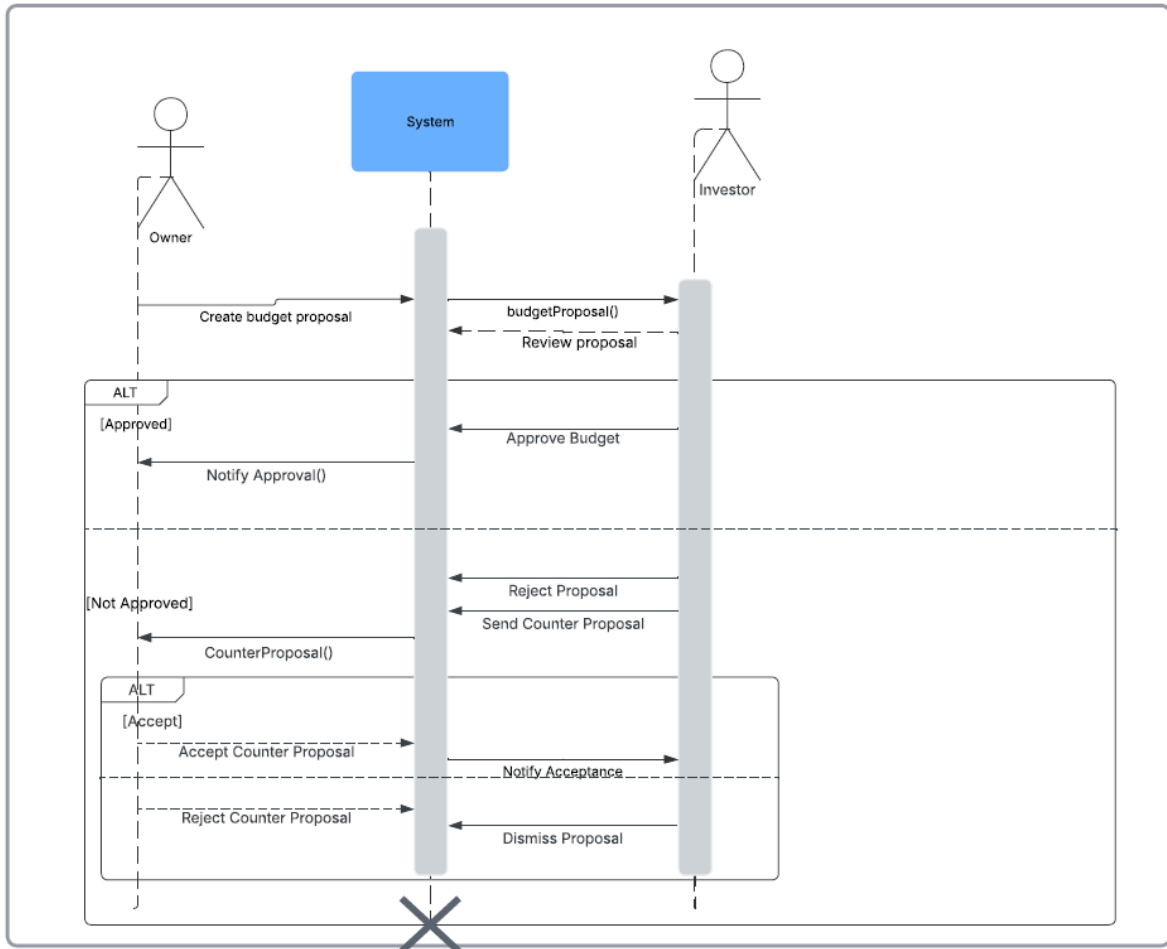 System
Investor
Owner
Create budget proposal
budgetProposal()
Review proposal
ALT
[Approved]
Approve Budget
Notify Approval()
Reject Proposal
[Not Approved]
Send Counter Proposal
CounterProposal()
ALT
[Accept]
Accept Counter Proposal
Notify Acceptance
Reject Counter Proposal
Dismiss Proposal